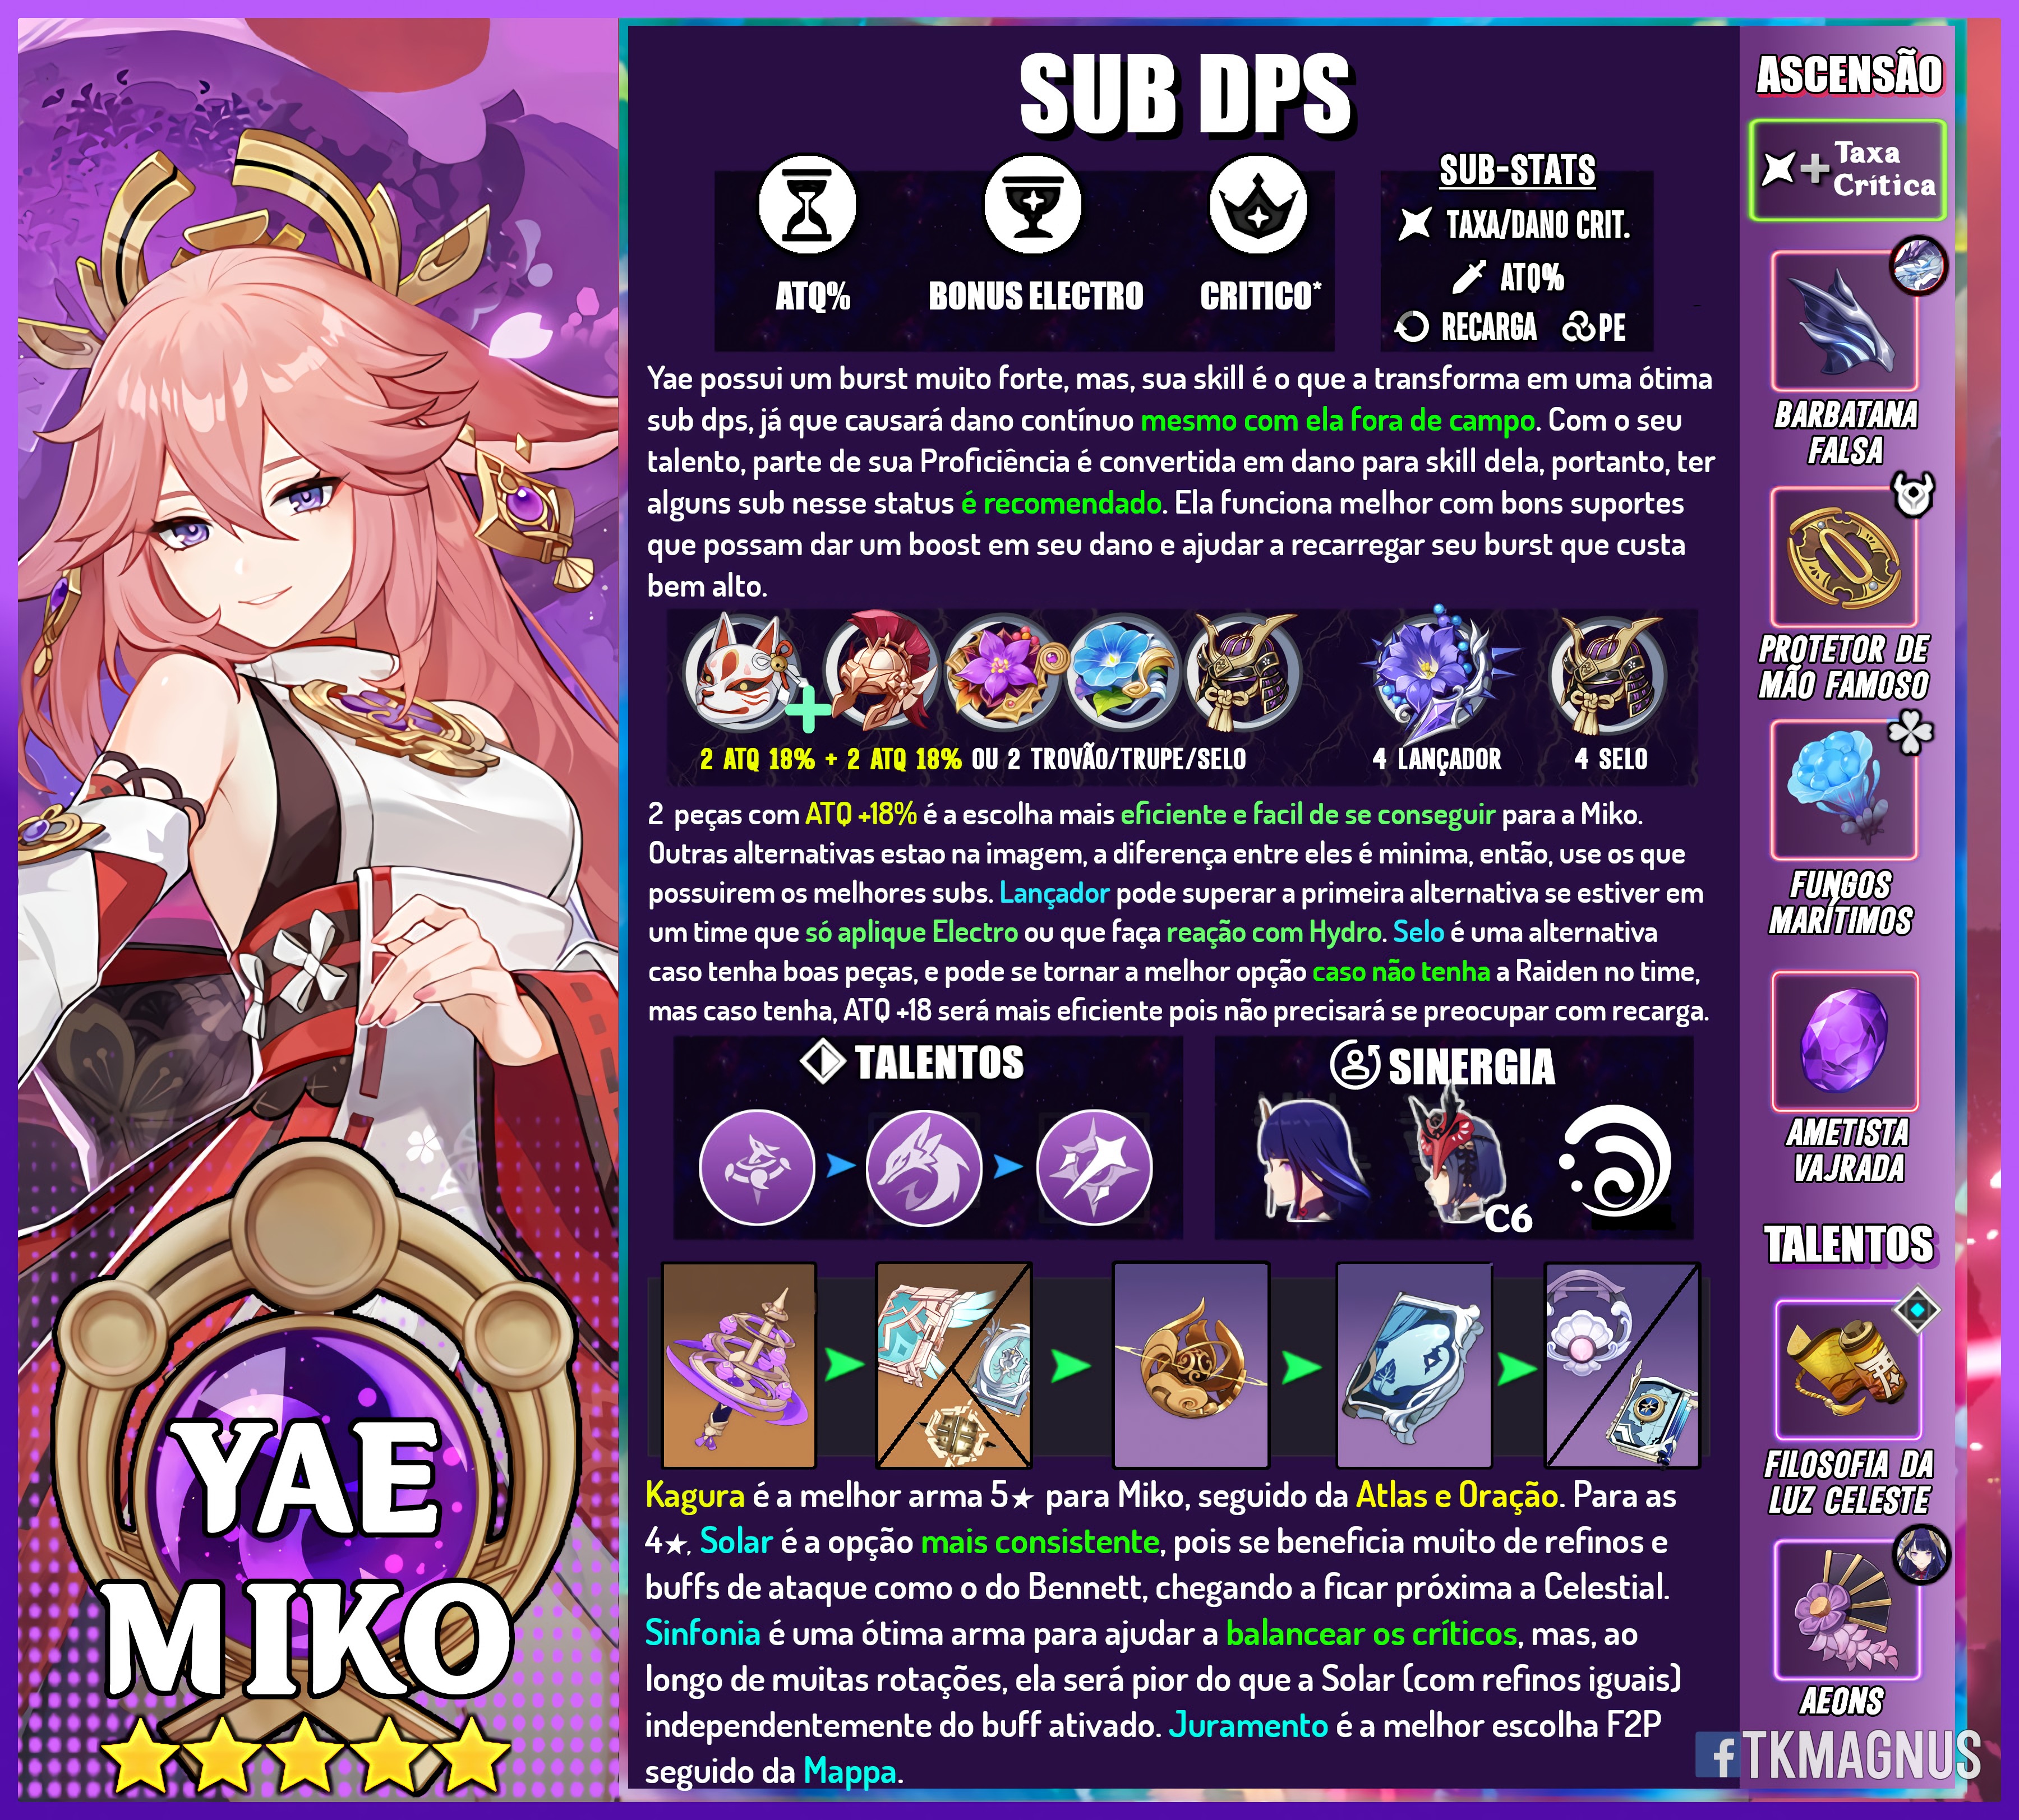 SUB DPS
ATQ%
BONUS ELECTRO
CRITICO*
SUB-STATS
TAXA/DANO CRIT.
ATQ%
RECARGA PE
Yae possui um burst muito forte, mas, sua skill é o que a transforma em uma ótima
sub dps, já que causará dano contínuo mesmo com ela fora de campo. Com o seu
talento, parte de sua Proficiência é convertida em dano para skill dela, portanto, ter
alguns sub nesse status é recomendado. Ela funciona melhor com bons suportes
que possam dar um boost em seu dano e ajudar a recarregar seu burst que custa
bem alto.
2 ATQ 18% + 2 ATQ 18% OU 2 TROVÃO/TRUPE/SELO
4 LANÇADOR
4 SELO
2 peças com ATQ +18% é a escolha mais eficiente e facil de se conseguir para a Miko.
Outras alternativas estao na imagem, a diferença entre eles é minima, então, use os que
possuirem os melhores subs. Lançador pode superar a primeira alternativa se estiver em
um time que só aplique Electro ou que faça reação com Hydro. Selo é uma alternativa
caso tenha boas peças, e pode se tornar a melhor opção caso não tenha a Raiden no time,
mas caso tenha, ATQ +18 será mais eficiente pois não precisará se preocupar com recarga.
TALENTOS
SINERGIA
C6
Kagura é a melhor arma 5★ para Miko, seguido da Atlas e Oração. Para as
4★, Solar é a opção mais consistente, pois se beneficia muito de refinos e
buffs de ataque como o do Bennett, chegando a ficar próxima a Celestial.
Sinfonia é uma ótima arma para ajudar a balancear os críticos, mas, ao
longo de muitas rotações, ela será pior do que a Solar (com refinos iguais)
independentemente do buff ativado. Juramento é a melhor escolha F2P
seguido da Mappa.
ASCENSÃO
+ Taxa
Crítica
BARBATANA
FALSA
PROTETOR DE
MÃO FAMOSO
FUNGOS
MARÍTIMOS
AMETISTA
VAJRADA
TALENTOS
FILOSOFIA DA
LUZ CELESTE
AEONS
f TKMAGNUS
YAE
MIKO